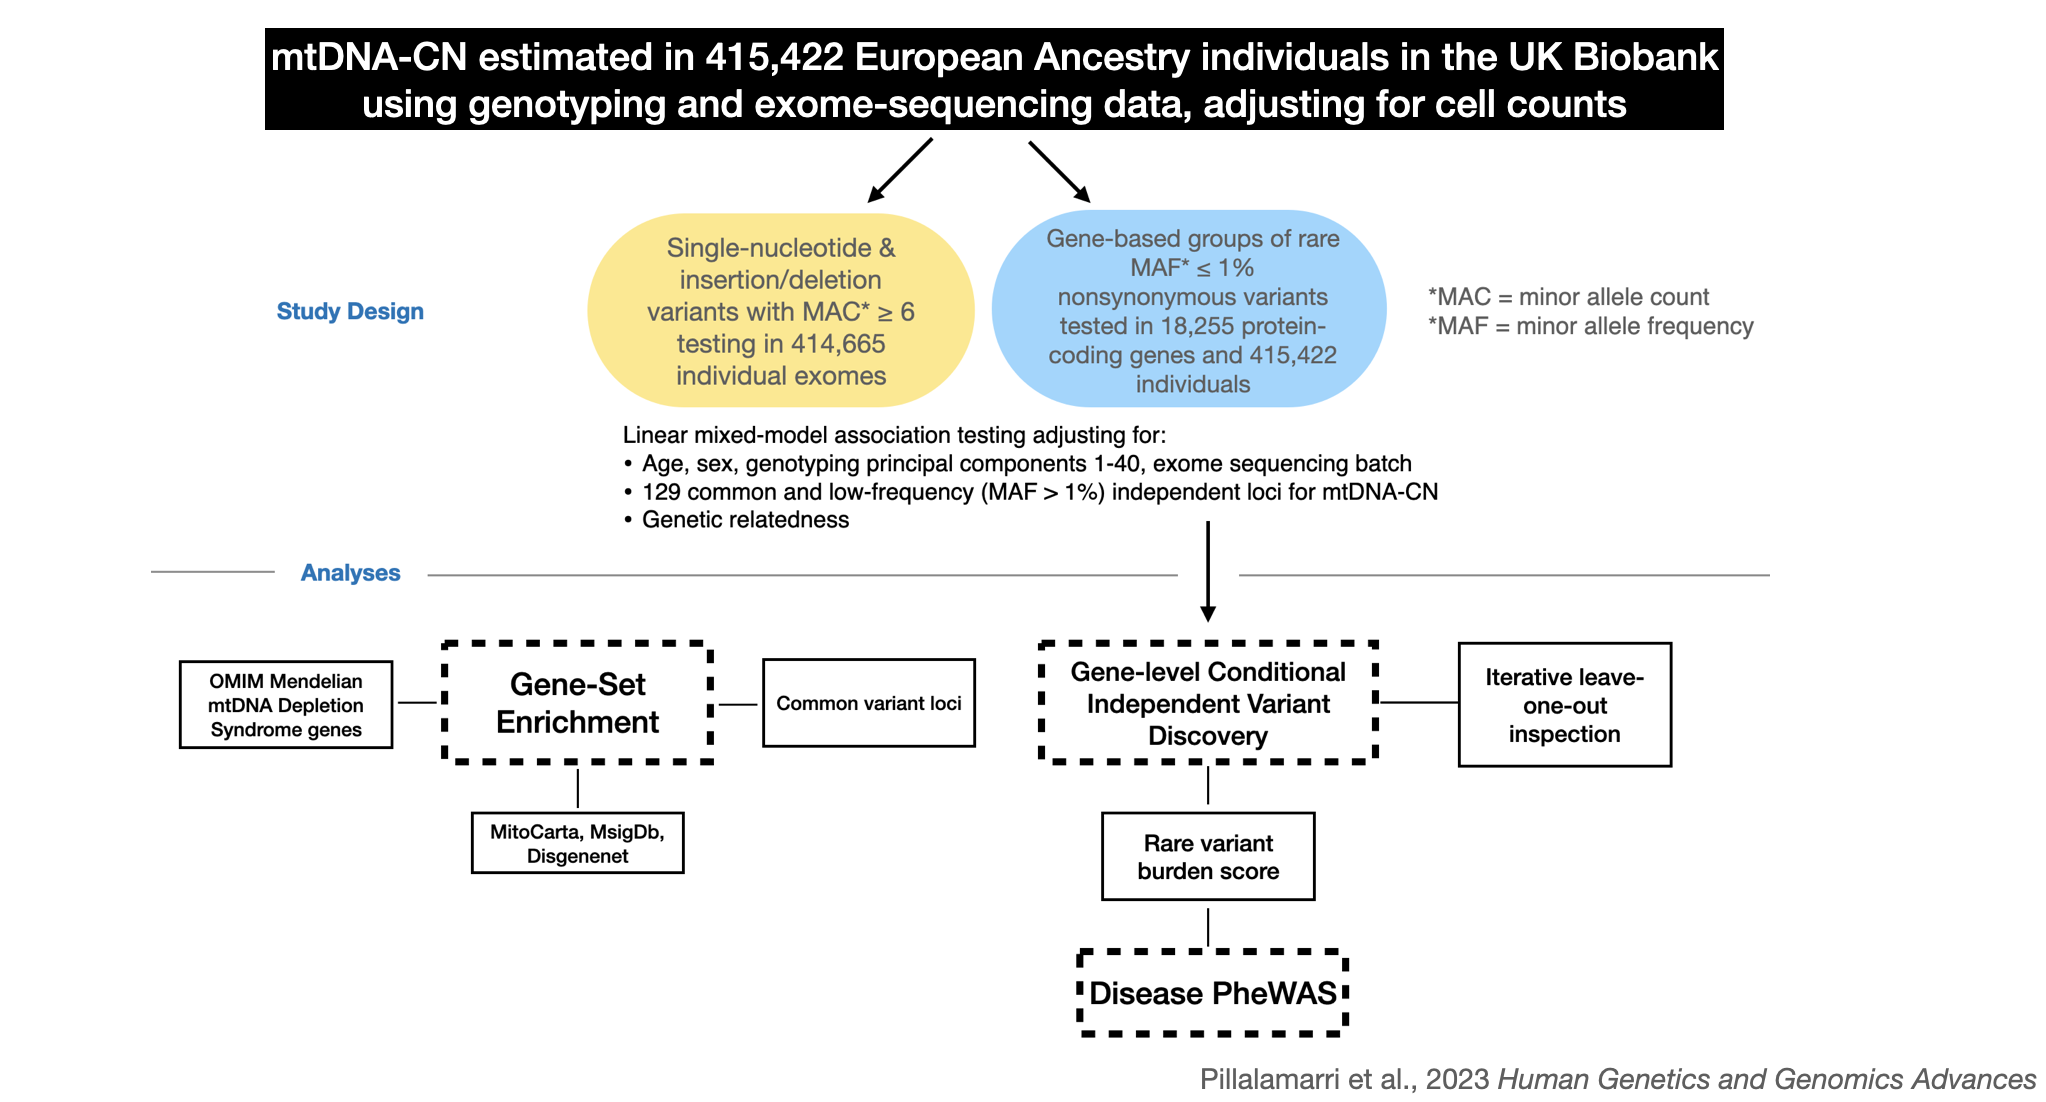 mtDNA-CN estimated in 415,422 European Ancestry individuals in the UK Biobank
using genotyping and exome-sequencing data, adjusting for cell counts
Study Design
Single-nucleotide &
insertion/deletion
variants with MAC* ≥ 6
testing in 414,665
individual exomes
Gene-based groups of rare
MAF* ≤ 1%
nonsynonymous variants
tested in 18,255 protein-
coding genes and 415,422
individuals
*MAC = minor allele count
*MAF = minor allele frequency
Linear mixed-model association testing adjusting for:
• Age, sex, genotyping principal components 1-40, exome sequencing batch
• 129 common and low-frequency (MAF > 1%) independent loci for mtDNA-CN
• Genetic relatedness
Analyses
OMIM Mendelian
mtDNA Depletion
Syndrome genes
Gene-Set
Enrichment
Common variant loci
MitoCarta, MsigDb,
Disgenenet
Gene-level Conditional
Independent Variant
Discovery
Iterative leave-
one-out
inspection
Rare variant
burden score
Disease PheWAS
Pillalamarri et al., 2023 Human Genetics and Genomics Advances